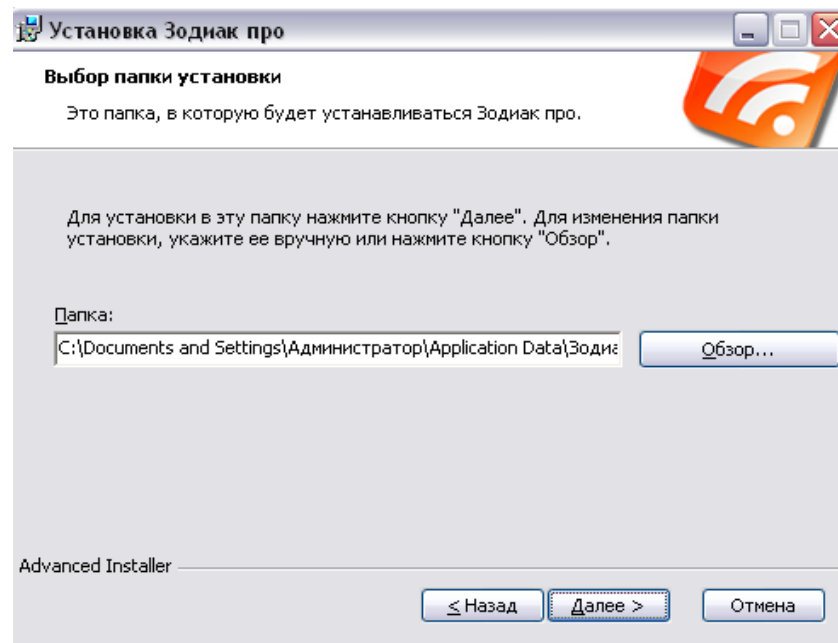 Установка Зодиак про
Выбор папки установки
Это папка, в которую будет устанавливаться Зодиак про.
Для установки в эту папку нажмите кнопку "Далее". Для изменения папки
установки, укажите ее вручную или нажмите кнопку "Обзор".
Папка:
C:\Documents and Settings\Администратор\Application Data\Зодиа
Обзор...
Advanced Installer
< Назад
Далее >
Отмена